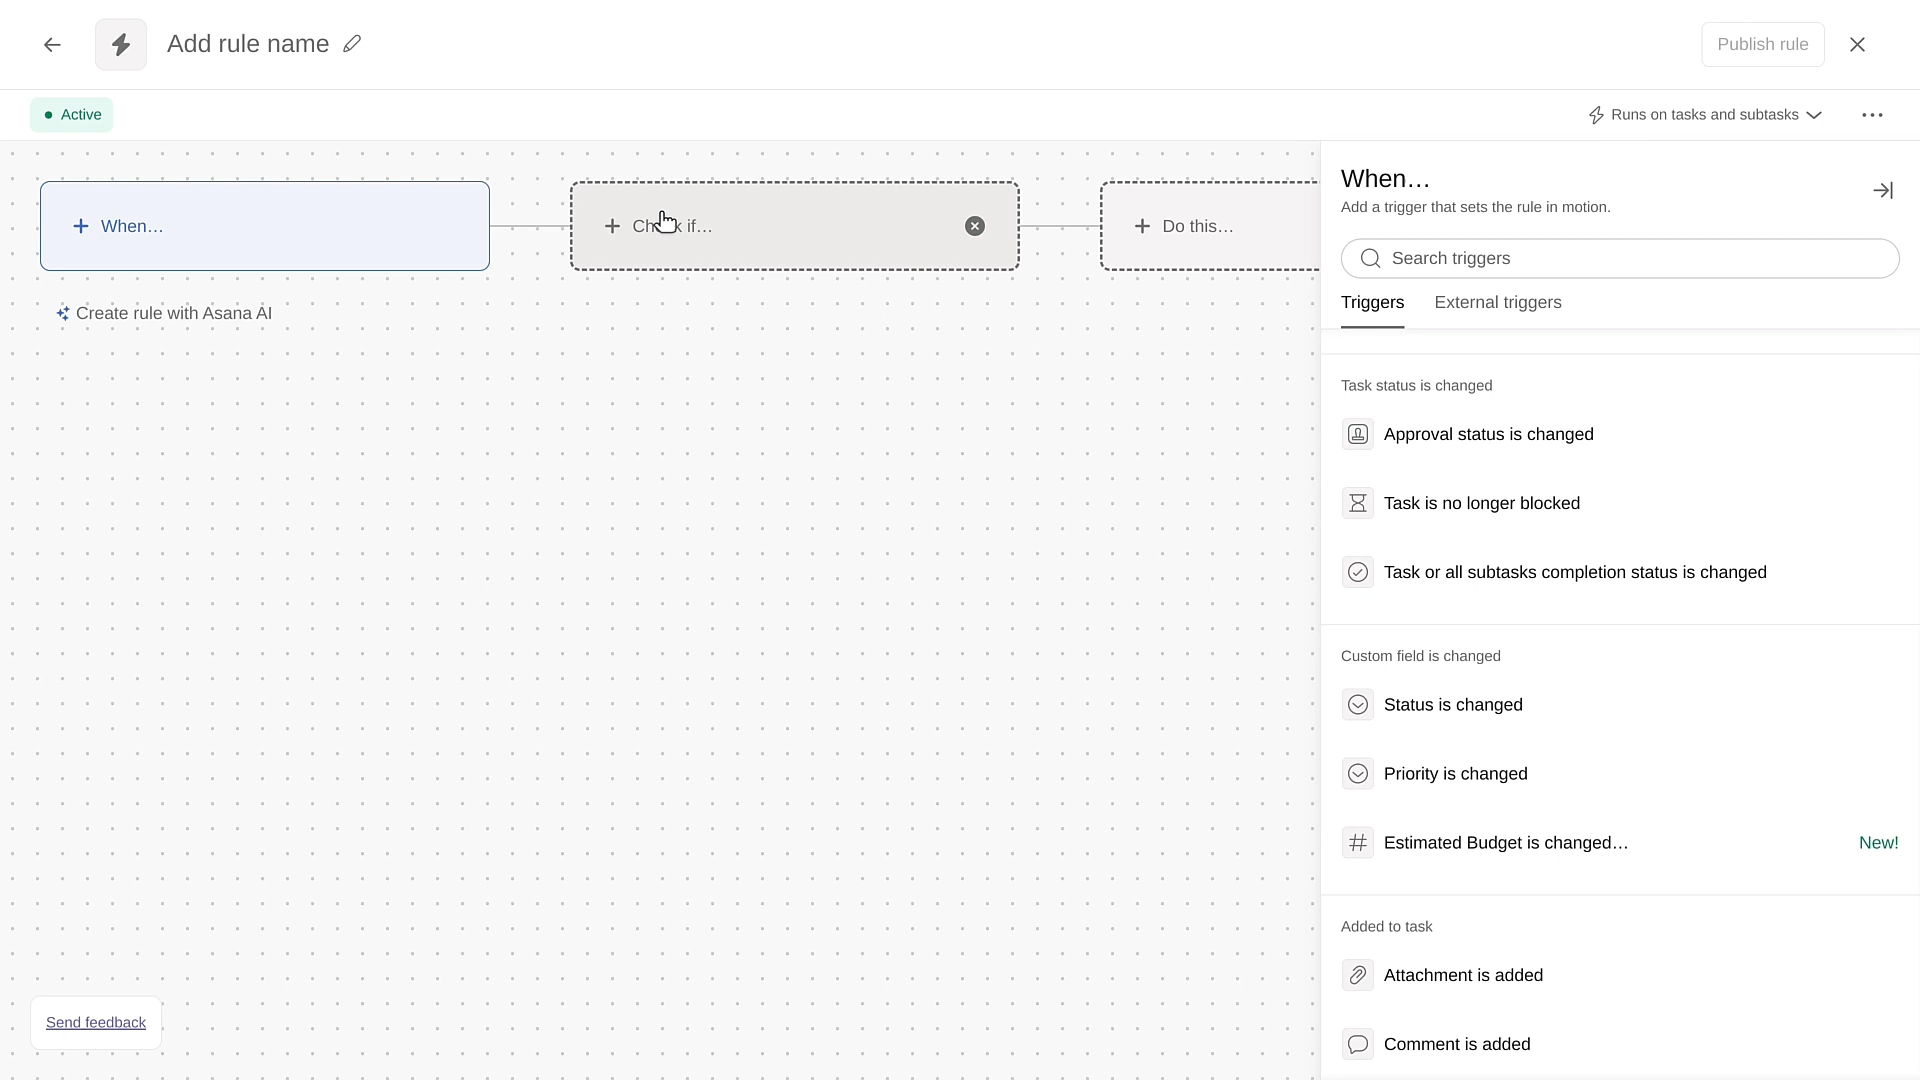 Add rule name
Publish rule
Active
Runs on tasks and subtasks
When…
Check if…
Do this…
Create rule with Asana AI
When…
Add a trigger that sets the rule in motion.
Search triggers
Triggers
External triggers
Task status is changed
Approval status is changed
Task is no longer blocked
Task or all subtasks completion status is changed
Custom field is changed
Status is changed
Priority is changed
Estimated Budget is changed…
New!
Added to task
Attachment is added
Comment is added
Send feedback